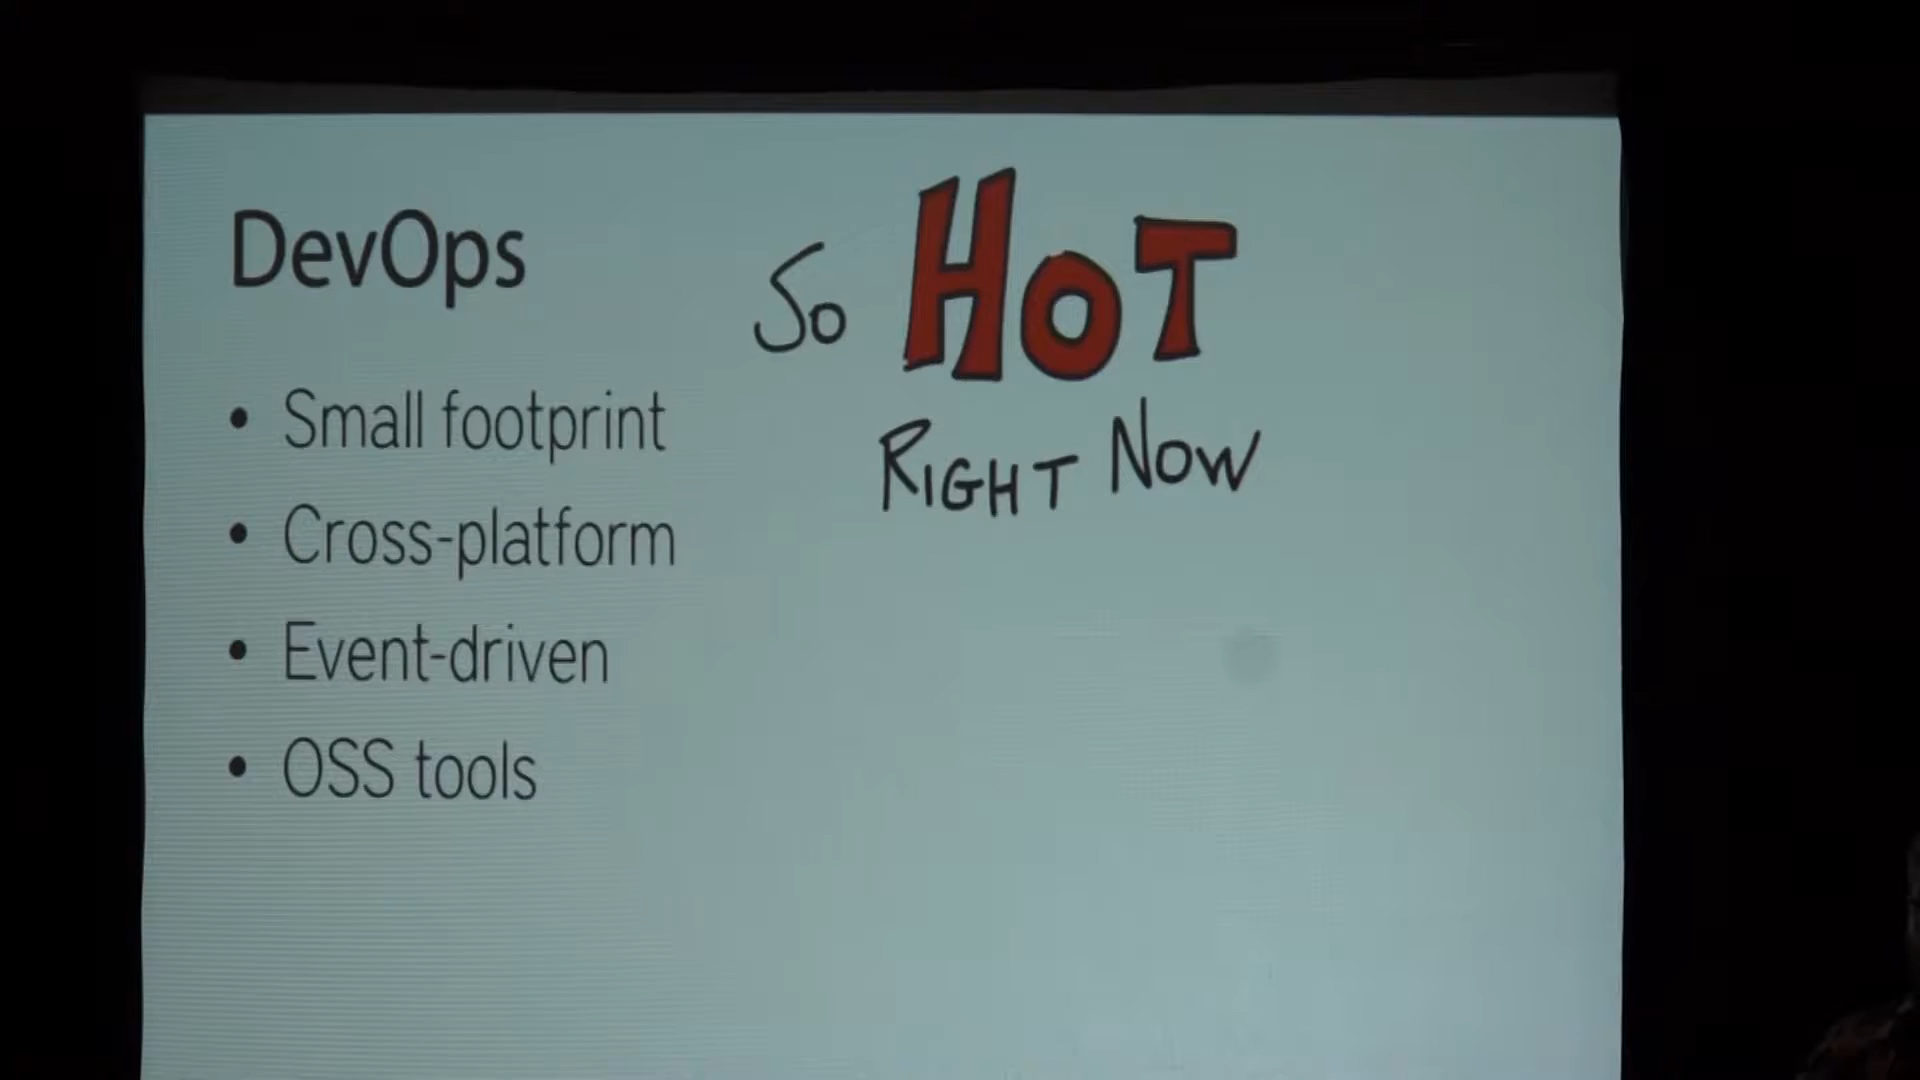 DevOps
So HOT
RIGHT NOW
• Small footprint
• Cross-platform
• Event-driven
• OSS tools